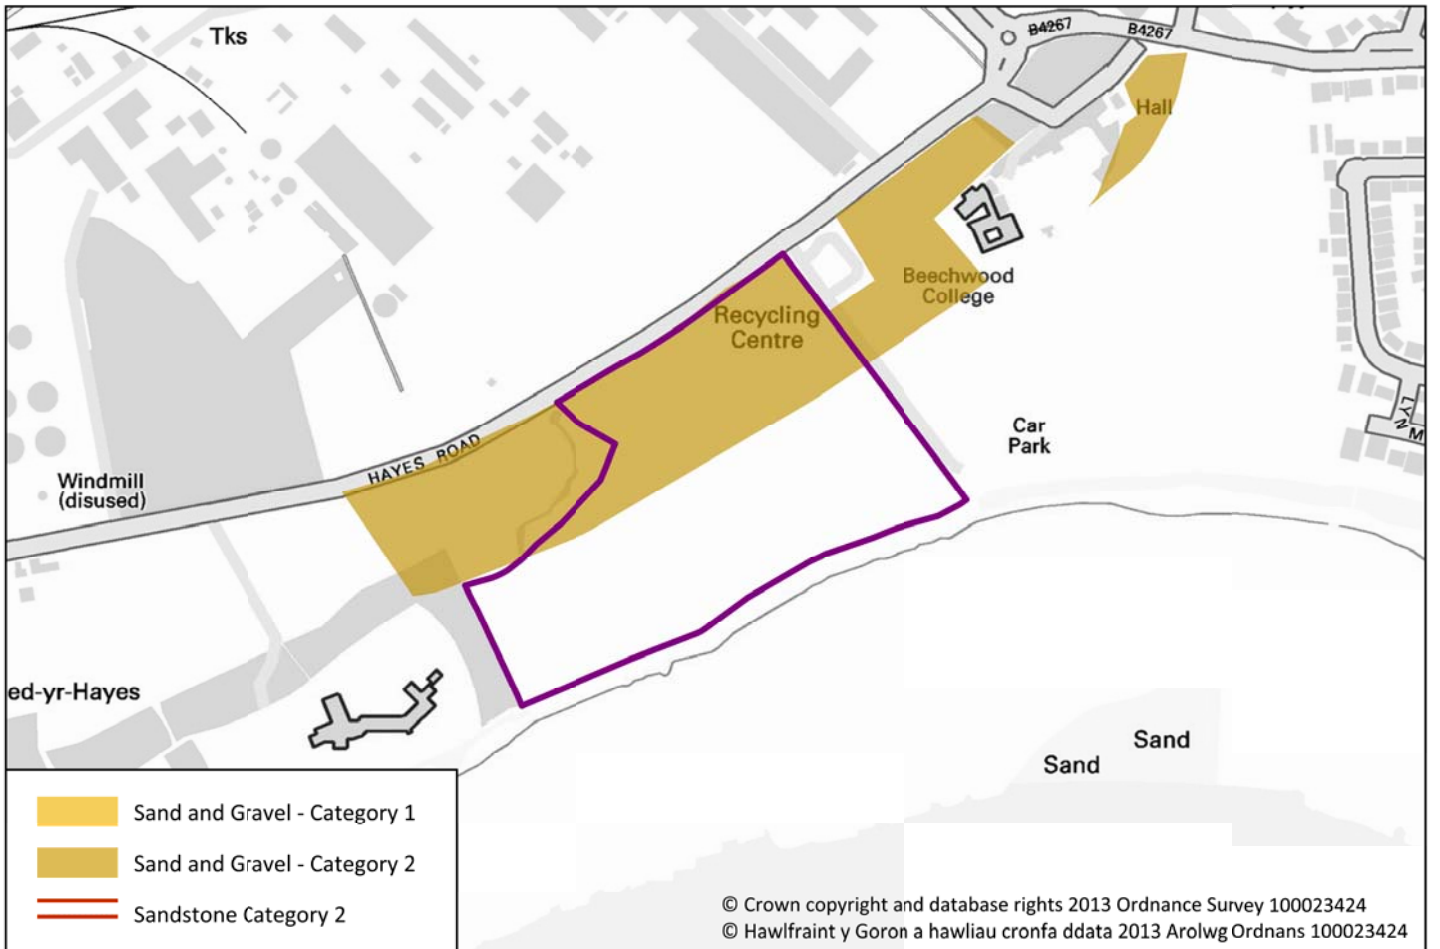 Tks
B4267
B4267
Hall
Beechwood
College
Recycling
Centre
Car
Park
HAYES ROAD
Windmill
(disused)
LYN M
ed-yr-Hayes
Sand
Sand
Sand and Gravel - Category 1
Sand and Gravel - Category 2
Sandstone Category 2
© Crown copyright and database rights 2013 Ordnance Survey 100023424
© Hawlfraint y Goron a hawliau cronfa ddata 2013 Arolwg Ordnans 100023424